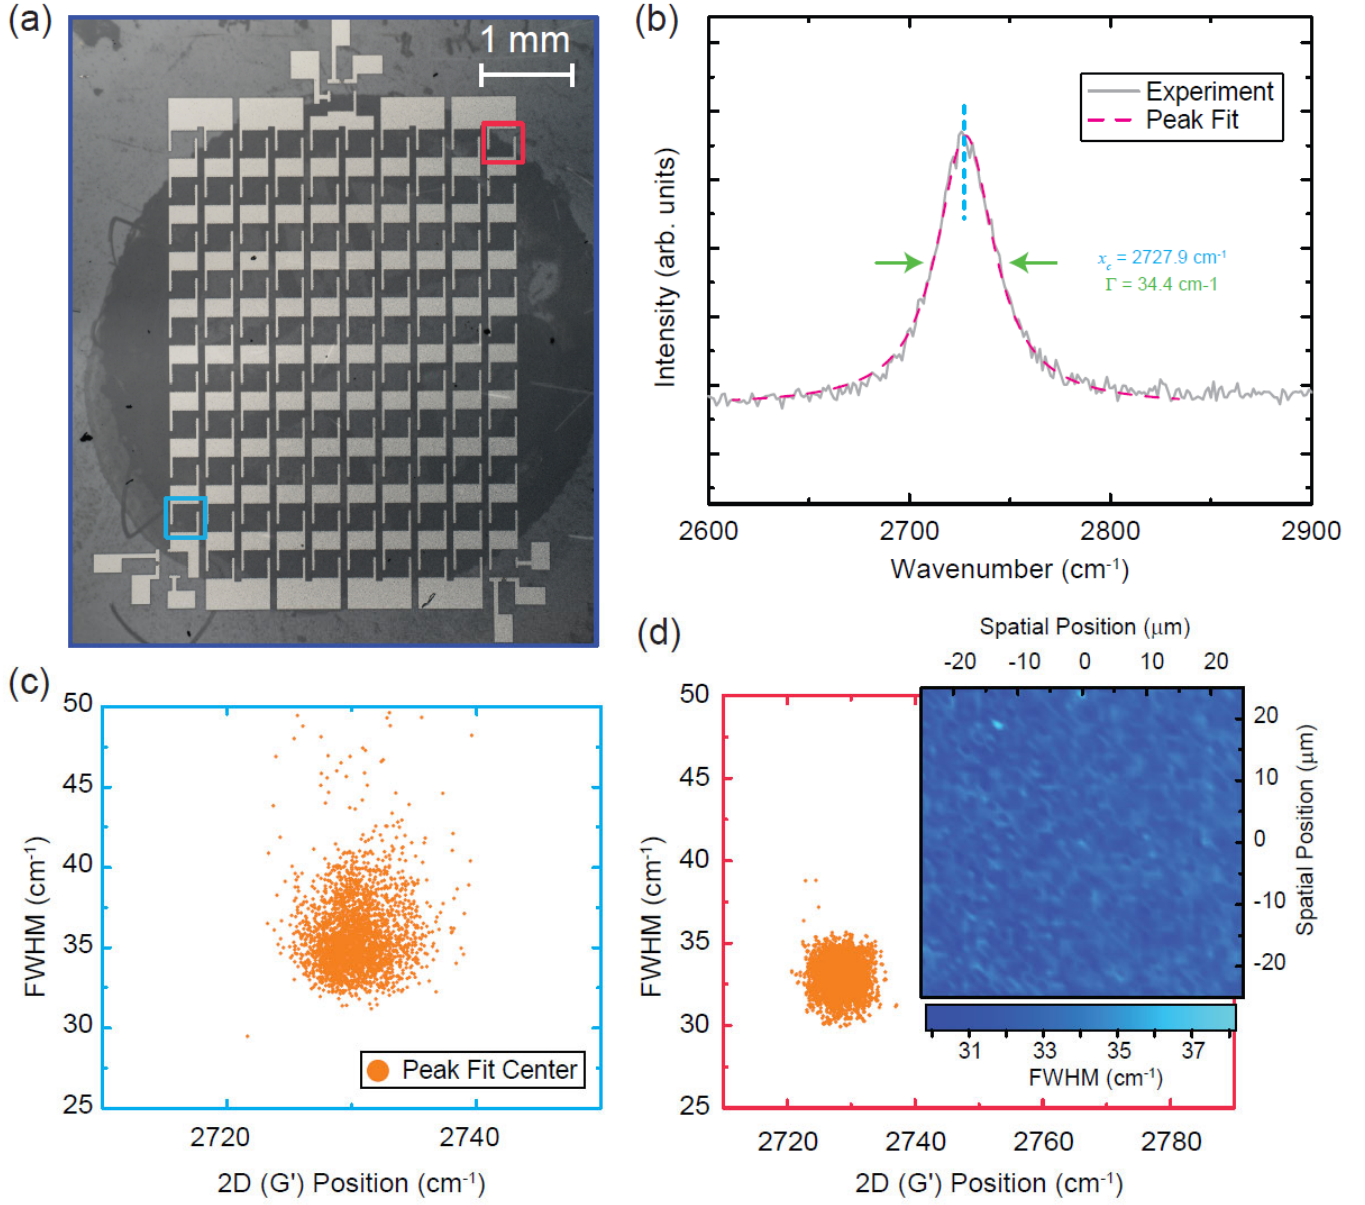 (a)
1 mm
(b)
Experiment
Peak Fit
x_c = 2727.9 cm⁻¹
Γ = 34.4 cm-1
Intensity (arb. units)
2600 2700 2800 2900
Wavenumber (cm⁻¹)
(c)
50
45
40
35
30
25
FWHM (cm⁻¹)
Peak Fit Center
2720 2740
2D (G') Position (cm⁻¹)
(d)
Spatial Position (μm)
-20 -10 0 10 20
50
45
40
35
30
25
FWHM (cm⁻¹)
20
10
0
-10
-20
Spatial Position (μm)
31 33 35 37
FWHM (cm⁻¹)
2720 2740 2760 2780
2D (G') Position (cm⁻¹)